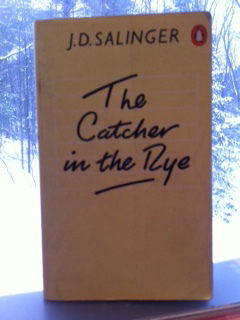 J.D. SALINGER
The
Catcher
in the Rye